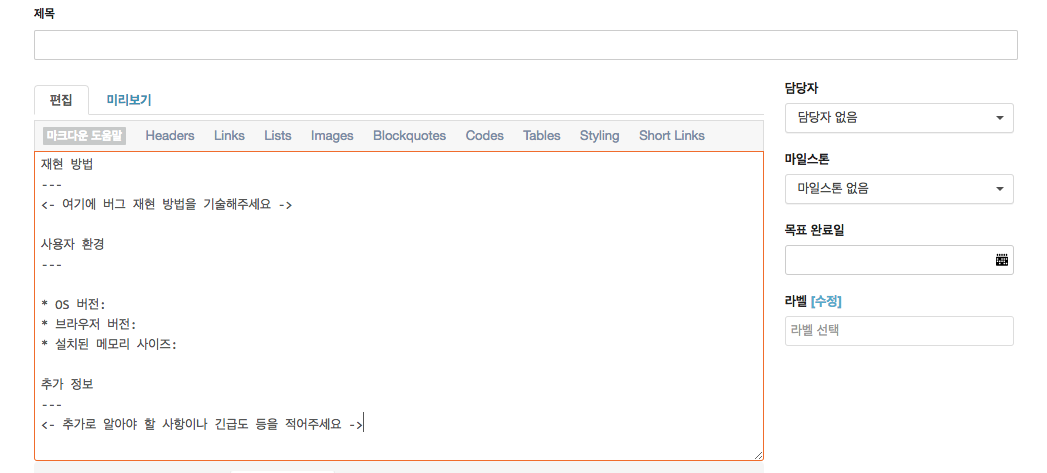 제목
편집 미리보기
마크다운 도움말 Headers Links Lists Images Blockquotes Codes Tables Styling Short Links
재현 방법
---
<- 여기에 버그 재현 방법을 기술해주세요 ->
사용자 환경
---
* OS 버전:
* 브라우저 버전:
* 설치된 메모리 사이즈:
추가 정보
---
<- 추가로 알아야 할 사항이나 긴급도 등을 적어주세요 ->
담당자
담당자 없음
마일스톤
마일스톤 없음
목표 완료일
라벨 [수정]
라벨 선택